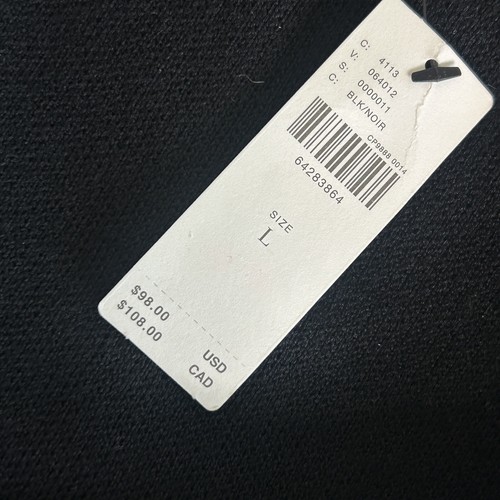 C: 4113
V: 064012
S: 0000011
C: BLK/NOIR
CP9888 0014
64283864
SIZE
L
$98.00 USD
$108.00 CAD